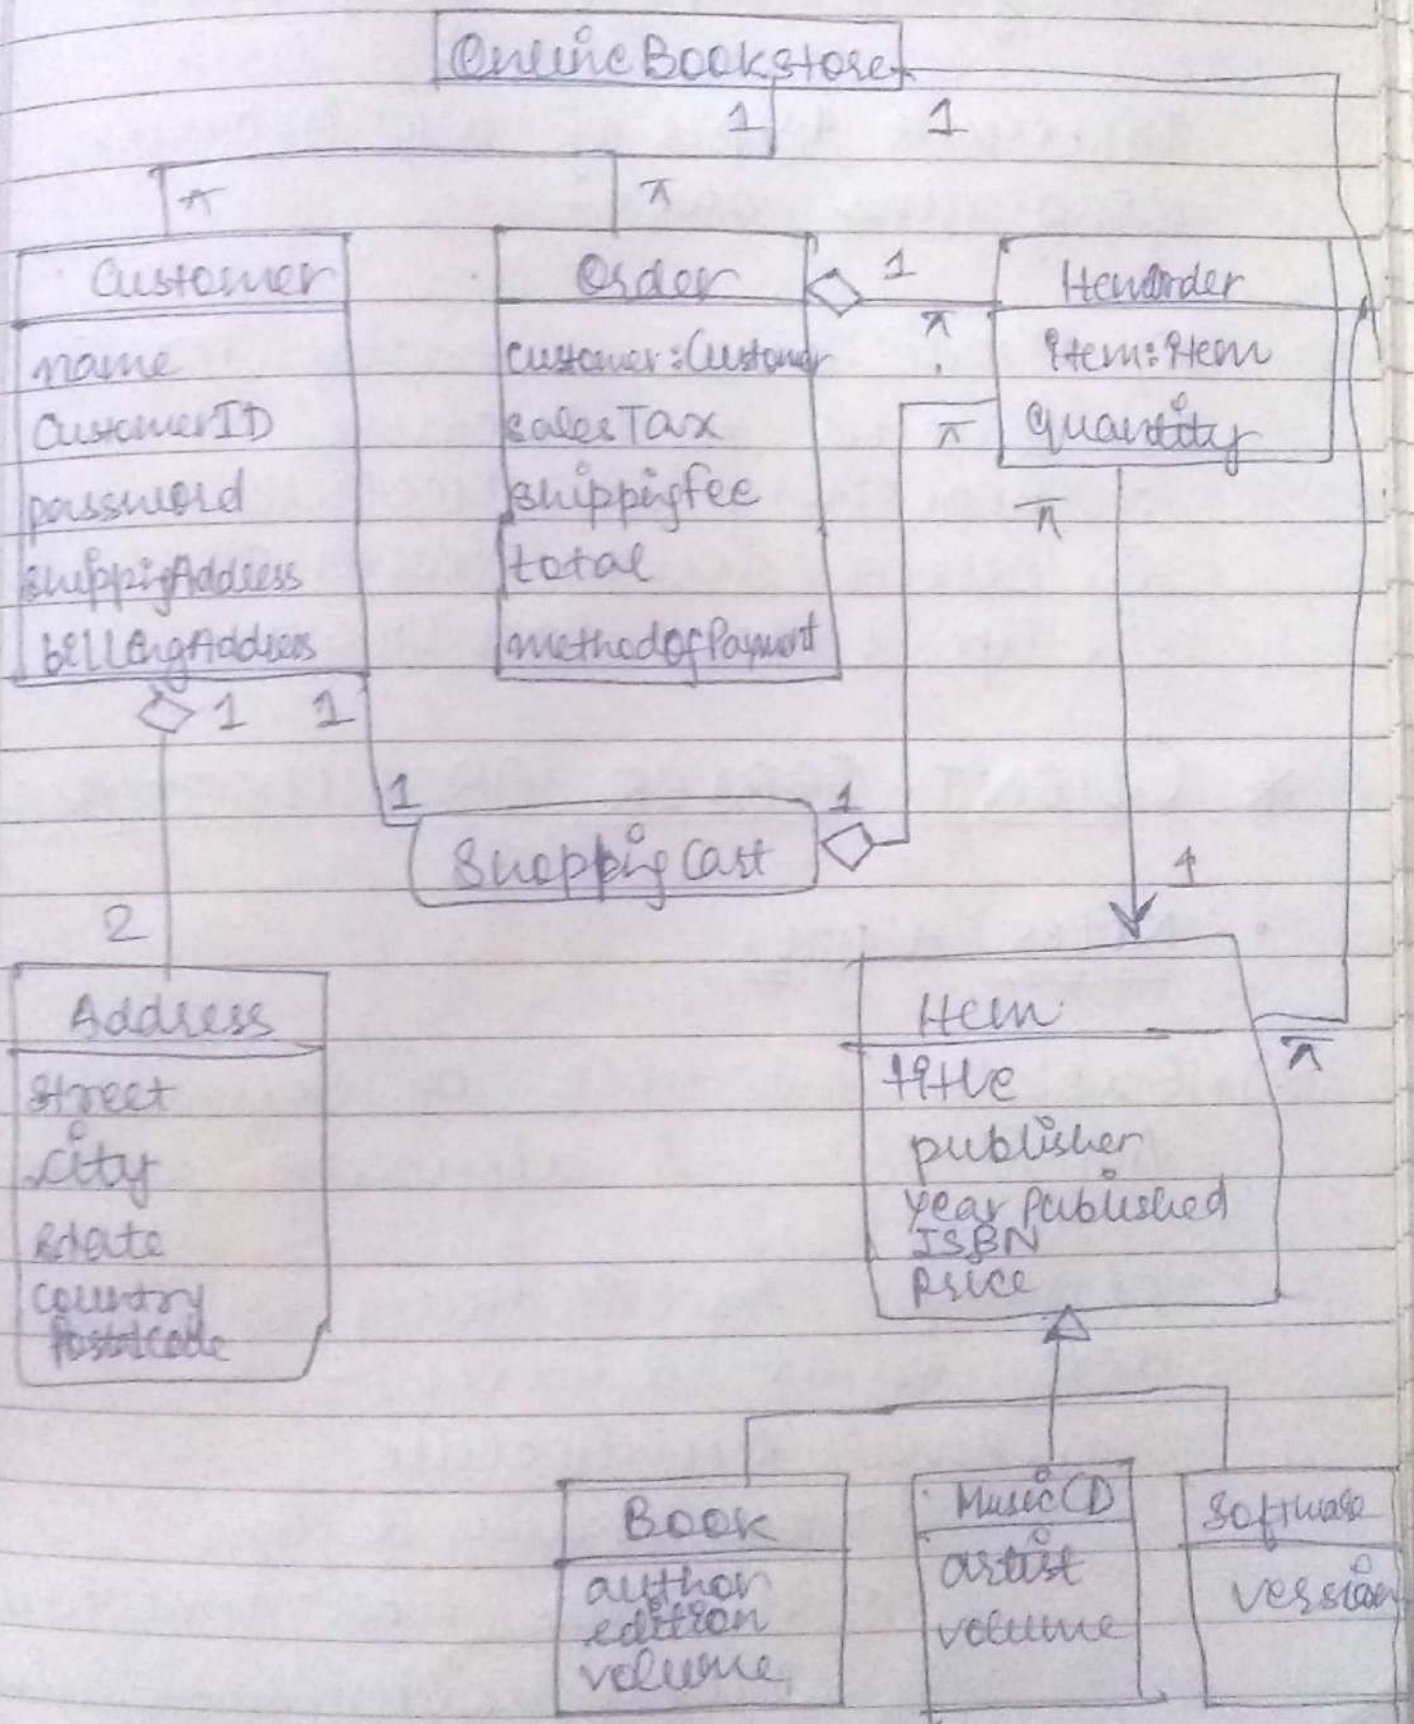 OnlineBookstore
1
1
*
*
Customer
name
CustomerID
password
shippingAddress
billingAddress
Order
customer:Customer
salesTax
shippingfee
total
methodofPayment
1
*
ItemOrder
item:Item
quantity
*
*
1
1
1
ShoppingCart
1
2
1
Address
street
city
state
country
PostalCode
Item
title
publisher
yearPublished
ISBN
Price
*
Book
author
edition
volume
MusicCD
artist
volume
Software
version